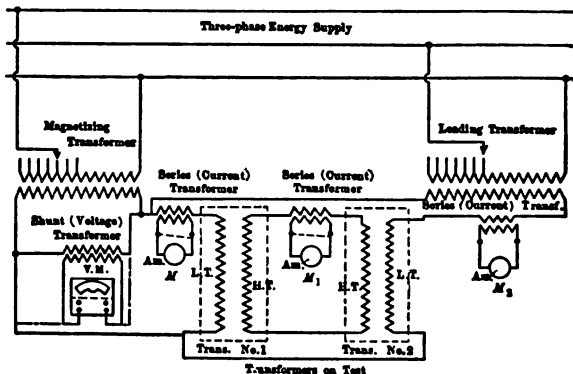 Three-phase Energy Supply
Magnetizing
Transformer
Loading Transformer
Series (Current)
Transformer
Series (Current)
Transformer
Series (Current) Transf.
Shunt (Voltage)
Transformer
V.M.
Am.
M
L.T.
H.T.
Am.
M1
H.T.
L.T.
Am.
M2
Trans. No.1
Trans. No.2
Transformers on Test